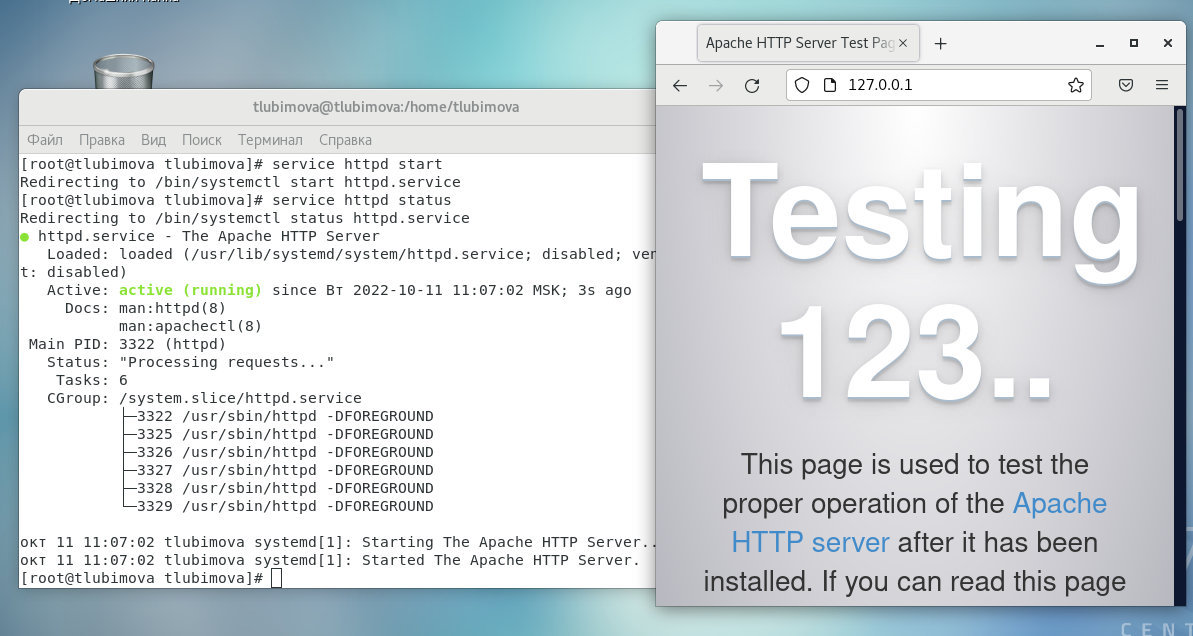 Домашняя папка
tlubimova@tlubimova:/home/tlubimova
Файл Правка Вид Поиск Терминал Справка
[root@tlubimova tlubimova]# service httpd start
Redirecting to /bin/systemctl start httpd.service
[root@tlubimova tlubimova]# service httpd status
Redirecting to /bin/systemctl status httpd.service
● httpd.service - The Apache HTTP Server
   Loaded: loaded (/usr/lib/systemd/system/httpd.service; disabled; ven
t: disabled)
   Active: active (running) since Вт 2022-10-11 11:07:02 MSK; 3s ago
     Docs: man:httpd(8)
           man:apachectl(8)
 Main PID: 3322 (httpd)
   Status: "Processing requests..."
    Tasks: 6
   CGroup: /system.slice/httpd.service
           ├─3322 /usr/sbin/httpd -DFOREGROUND
           ├─3325 /usr/sbin/httpd -DFOREGROUND
           ├─3326 /usr/sbin/httpd -DFOREGROUND
           ├─3327 /usr/sbin/httpd -DFOREGROUND
           ├─3328 /usr/sbin/httpd -DFOREGROUND
           └─3329 /usr/sbin/httpd -DFOREGROUND
окт 11 11:07:02 tlubimova systemd[1]: Starting The Apache HTTP Server..
окт 11 11:07:02 tlubimova systemd[1]: Started The Apache HTTP Server.
[root@tlubimova tlubimova]#
Apache HTTP Server Test Pag
127.0.0.1
Testing
123..
This page is used to test the
proper operation of the Apache
HTTP server after it has been
installed. If you can read this page
7
CENT